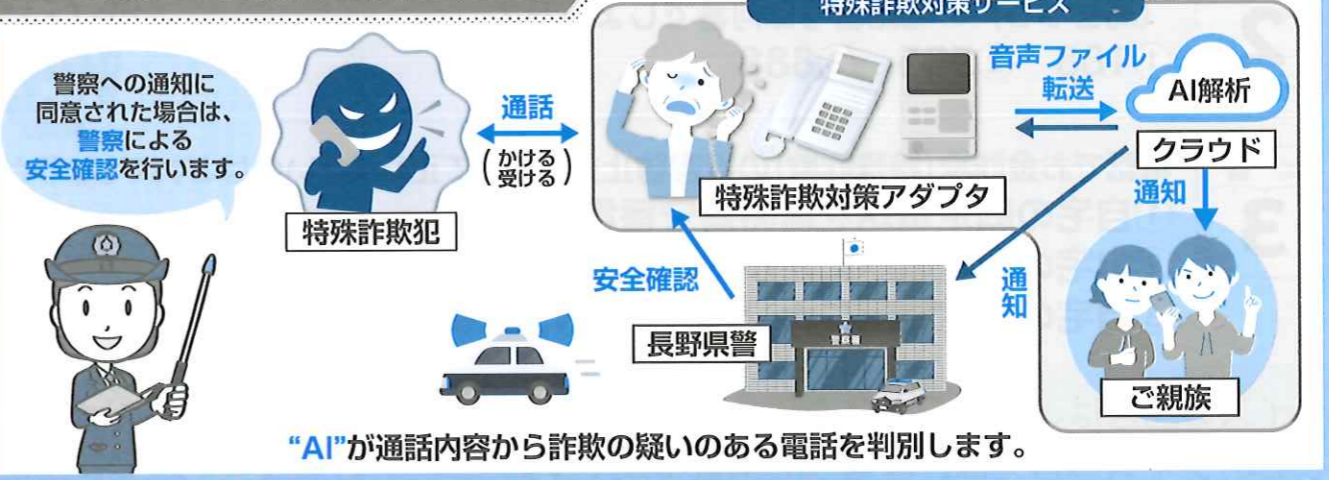 特殊詐欺対策サービス
警察への通知に
同意された場合は、
警察による
安全確認を行います。
通話
(かける
受ける)
特殊詐欺犯
音声ファイル
転送
AI解析
クラウド
特殊詐欺対策アダプタ
通知
安全確認
通知
長野県警
警察署
ご親族
“AI”が通話内容から詐欺の疑いのある電話を判別します。